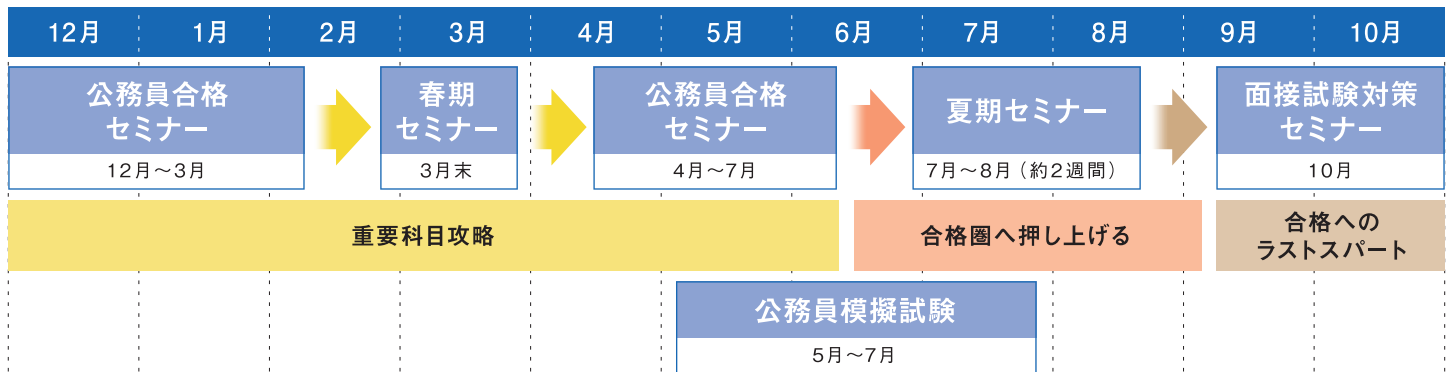 12月 1月 2月 3月 4月 5月 6月 7月 8月 9月 10月
公務員合格
セミナー
12月〜3月
春期
セミナー
3月末
公務員合格
セミナー
4月〜7月
夏期セミナー
7月〜8月（約2週間）
面接試験対策
セミナー
10月
重要科目攻略
合格圏へ押し上げる
合格への
ラストスパート
公務員模擬試験
5月〜7月